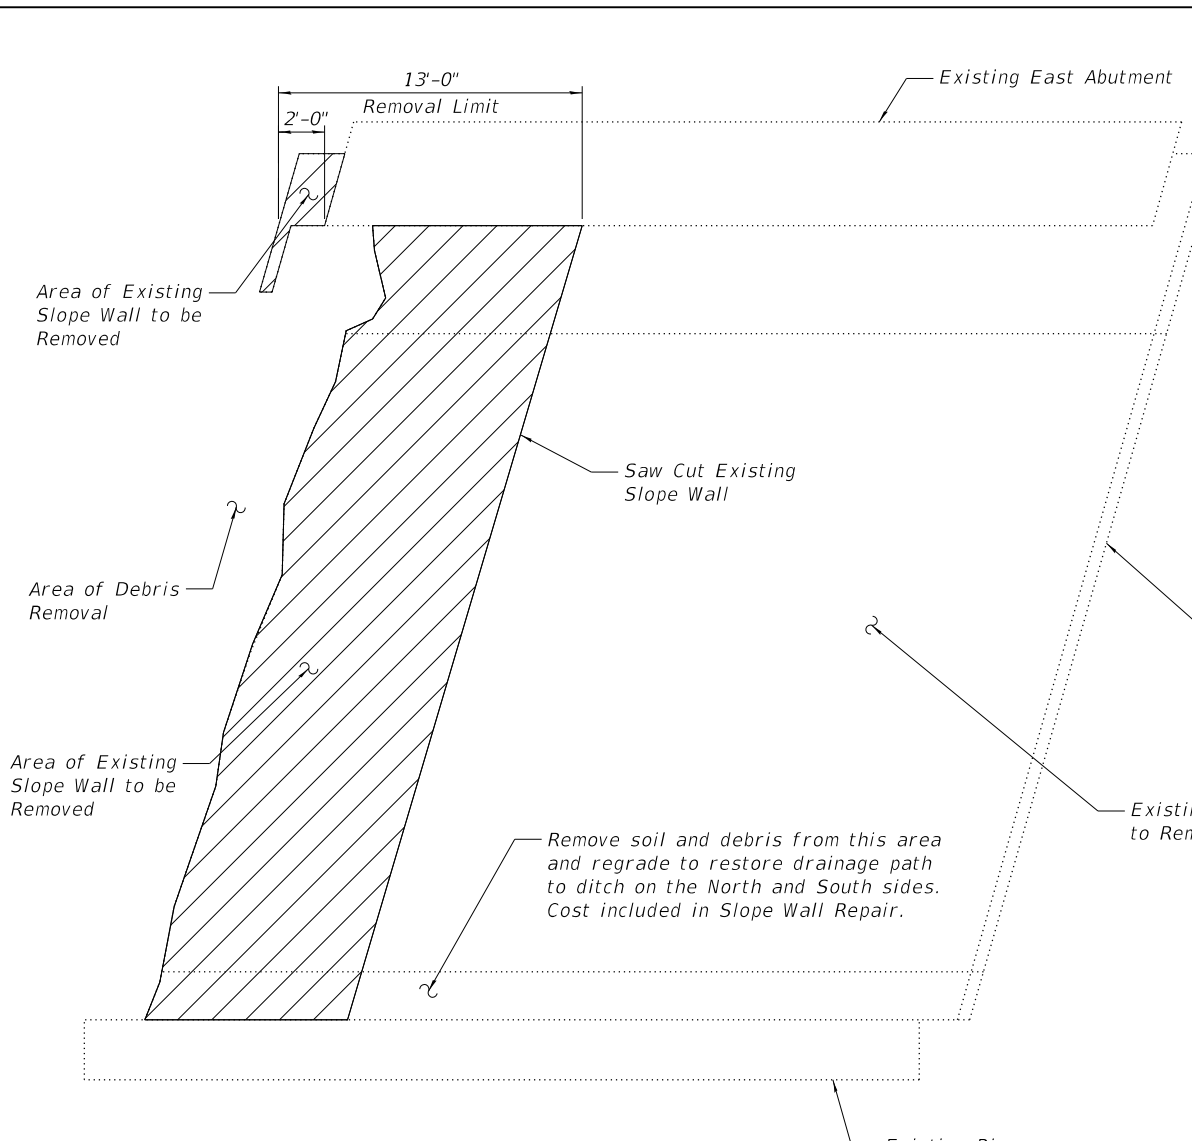 13'-0"
Removal Limit
2'-0"
Existing East Abutment
Area of Existing
Slope Wall to be
Removed
Saw Cut Existing
Slope Wall
Area of Debris
Removal
Area of Existing
Slope Wall to be
Removed
Remove soil and debris from this area
and regrade to restore drainage path
to ditch on the North and South sides.
Cost included in Slope Wall Repair.
to